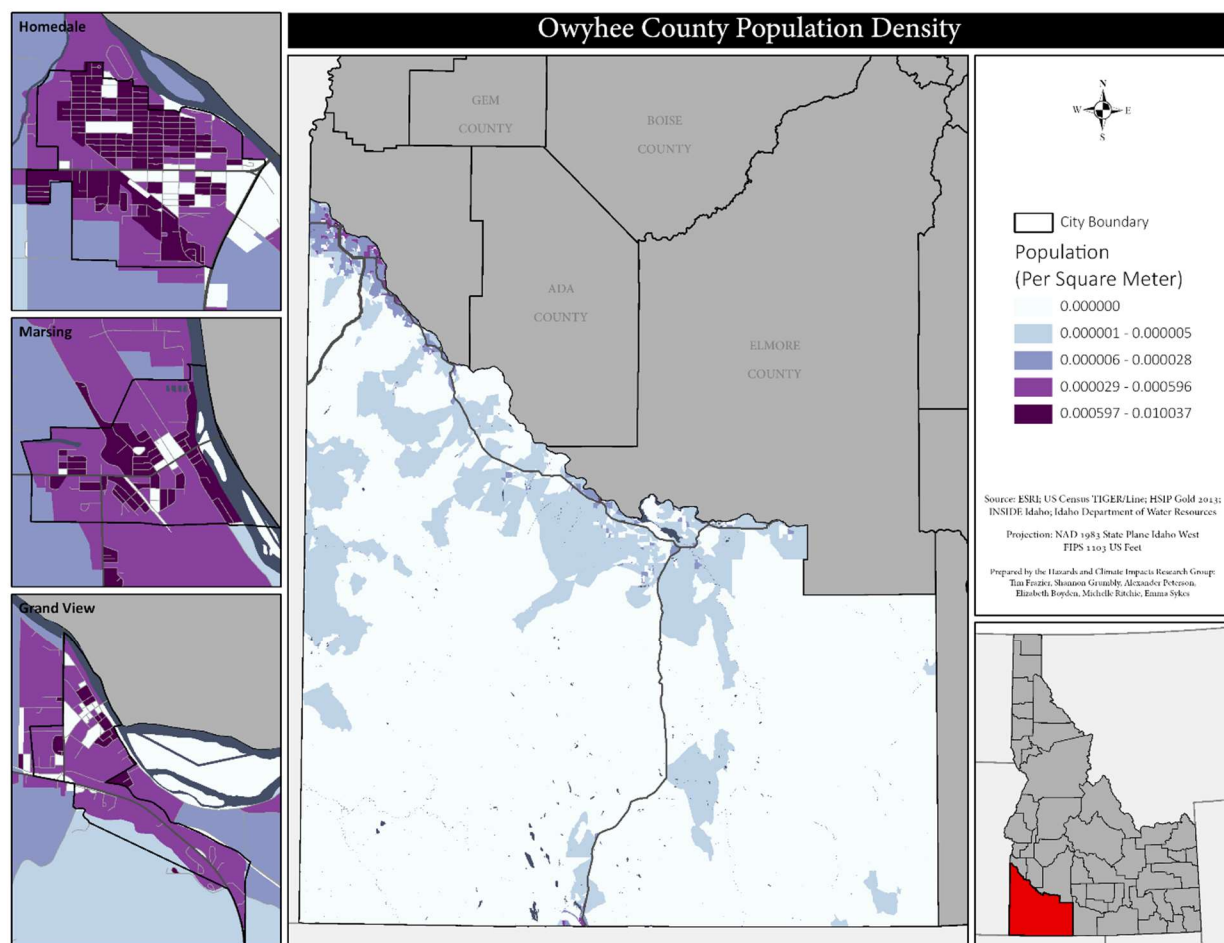 Owyhee County Population Density
Homedale
Marsing
Grand View
GEM
COUNTY
BOISE
COUNTY
ADA
COUNTY
ELMORE
COUNTY
N
W E
S
City Boundary
Population
(Per Square Meter)
0.000000
0.000001 - 0.000005
0.000006 - 0.000028
0.000029 - 0.000596
0.000597 - 0.010037
Source: ESRI; US Census TIGER/Line; HSIP Gold 2013;
INSIDE Idaho; Idaho Department of Water Resources
Projection: NAD 1983 State Plane Idaho West
FIPS 1103 US Feet
Prepared by the Hazards and Climate Impacts Research Group:
Tim Frazier, Shannon Grumbly, Alexander Peterson,
Elizabeth Boyden, Michelle Ritchie, Emma Sykes